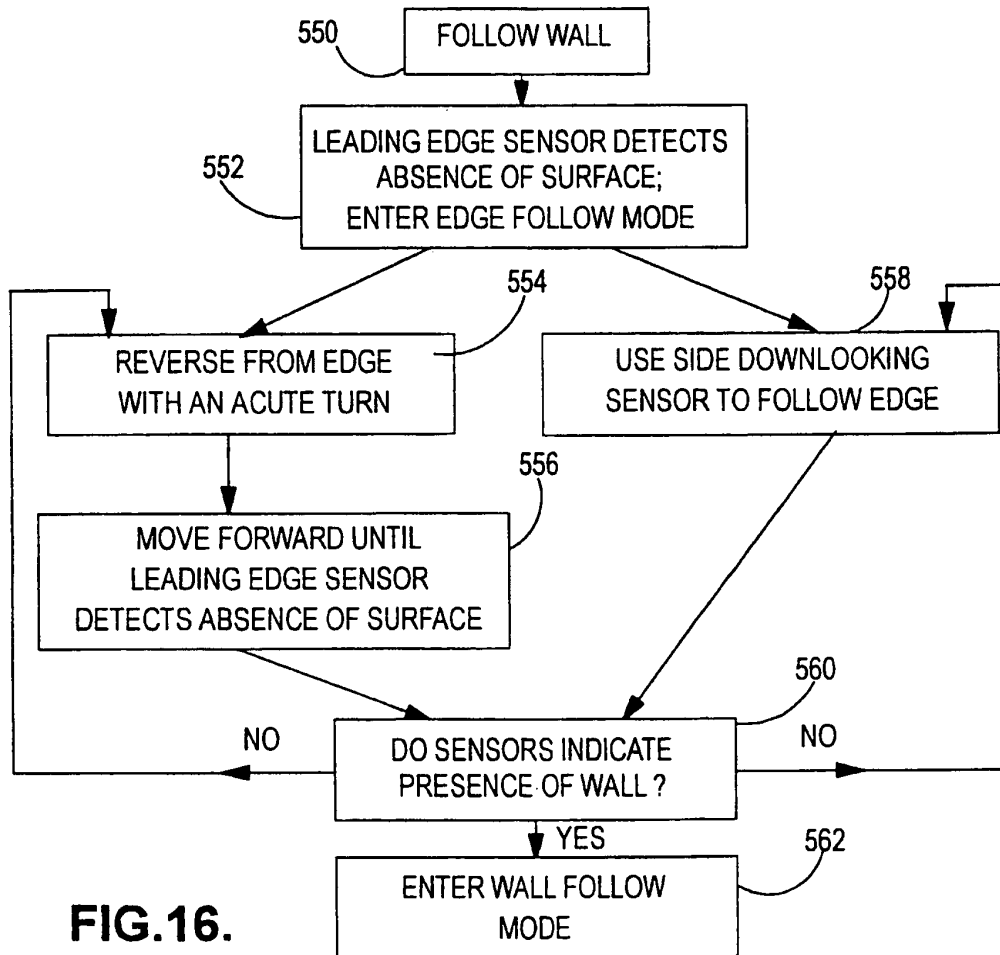 550
FOLLOW WALL
552
LEADING EDGE SENSOR DETECTS
ABSENCE OF SURFACE;
ENTER EDGE FOLLOW MODE
554
REVERSE FROM EDGE
WITH AN ACUTE TURN
558
USE SIDE DOWNLOOKING
SENSOR TO FOLLOW EDGE
556
MOVE FORWARD UNTIL
LEADING EDGE SENSOR
DETECTS ABSENCE OF SURFACE
560
NO
DO SENSORS INDICATE
PRESENCE OF WALL ?
NO
YES
562
ENTER WALL FOLLOW
MODE
FIG.16.